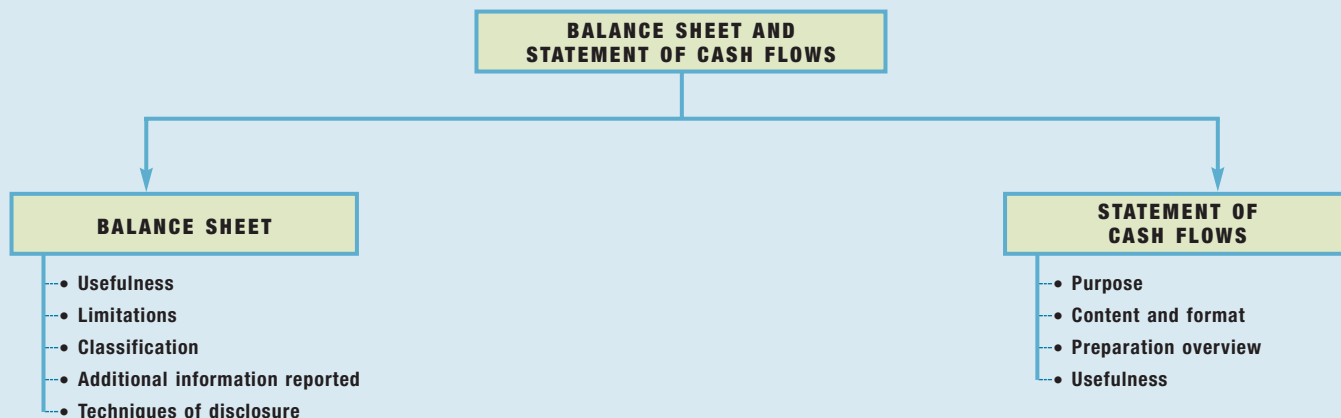 BALANCE SHEET AND
STATEMENT OF CASH FLOWS
BALANCE SHEET
• Usefulness
• Limitations
• Classification
• Additional information reported
• Techniques of disclosure
STATEMENT OF
CASH FLOWS
• Purpose
• Content and format
• Preparation overview
• Usefulness